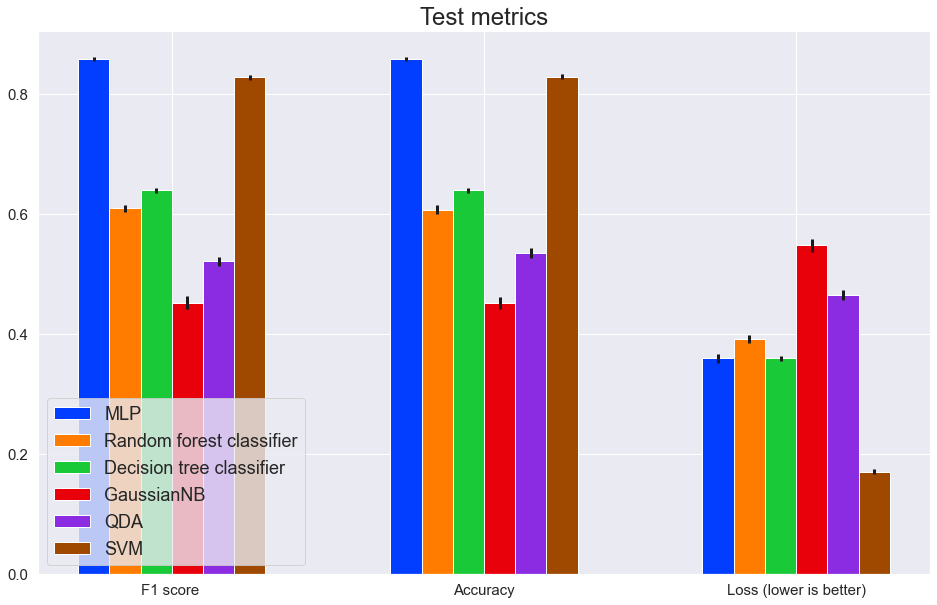 Test metrics
0.8
0.6
0.4
0.2
0.0
MLP
Random forest classifier
Decision tree classifier
GaussianNB
QDA
SVM
F1 score
Accuracy
Loss (lower is better)